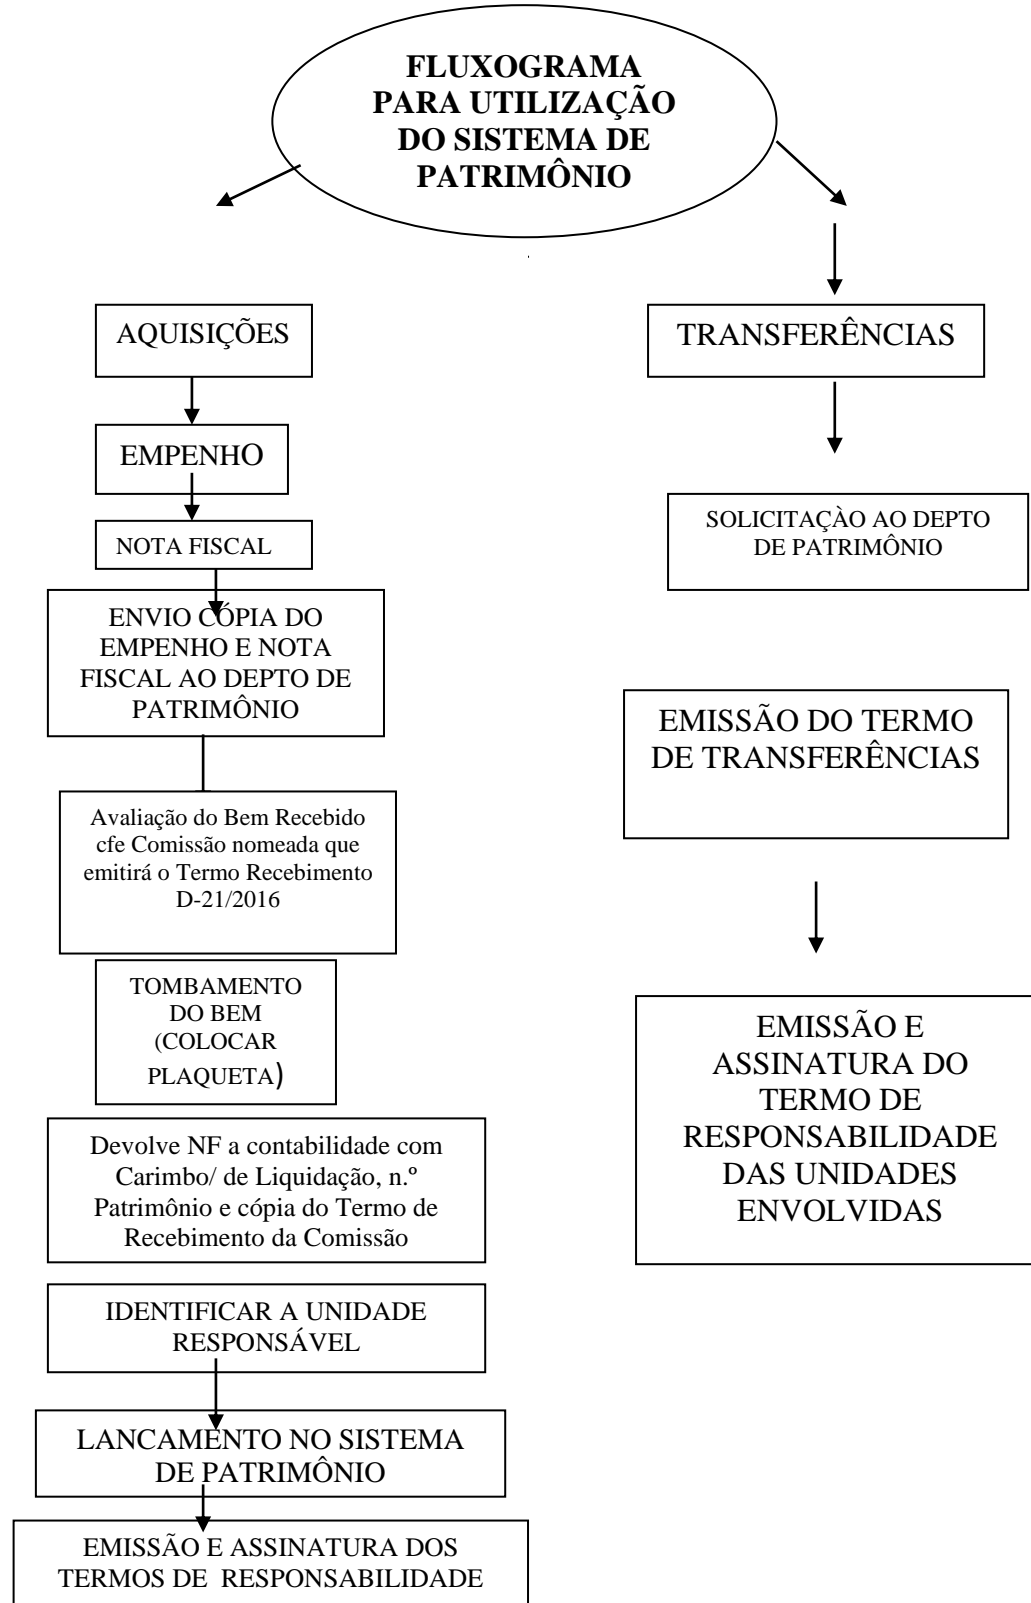 FLUXOGRAMA
PARA UTILIZAÇÃO
DO SISTEMA DE
PATRIMÔNIO
.
AQUISIÇÕES
EMPENHO
NOTA FISCAL
ENVIO CÓPIA DO
EMPENHO E NOTA
FISCAL AO DEPTO DE
PATRIMÔNIO
Avaliação do Bem Recebido
cfe Comissão nomeada que
emitirá o Termo Recebimento
D-21/2016
TOMBAMENTO
DO BEM
(COLOCAR
PLAQUETA)
Devolve NF a contabilidade com
Carimbo/ de Liquidação, n.º
Patrimônio e cópia do Termo de
Recebimento da Comissão
IDENTIFICAR A UNIDADE
RESPONSÁVEL
LANCAMENTO NO SISTEMA
DE PATRIMÔNIO
EMISSÃO E ASSINATURA DOS
TERMOS DE  RESPONSABILIDADE
TRANSFERÊNCIAS
SOLICITAÇÀO AO DEPTO
DE PATRIMÔNIO
EMISSÃO DO TERMO
DE TRANSFERÊNCIAS
EMISSÃO E
ASSINATURA DO
TERMO DE
RESPONSABILIDADE
DAS UNIDADES
ENVOLVIDAS